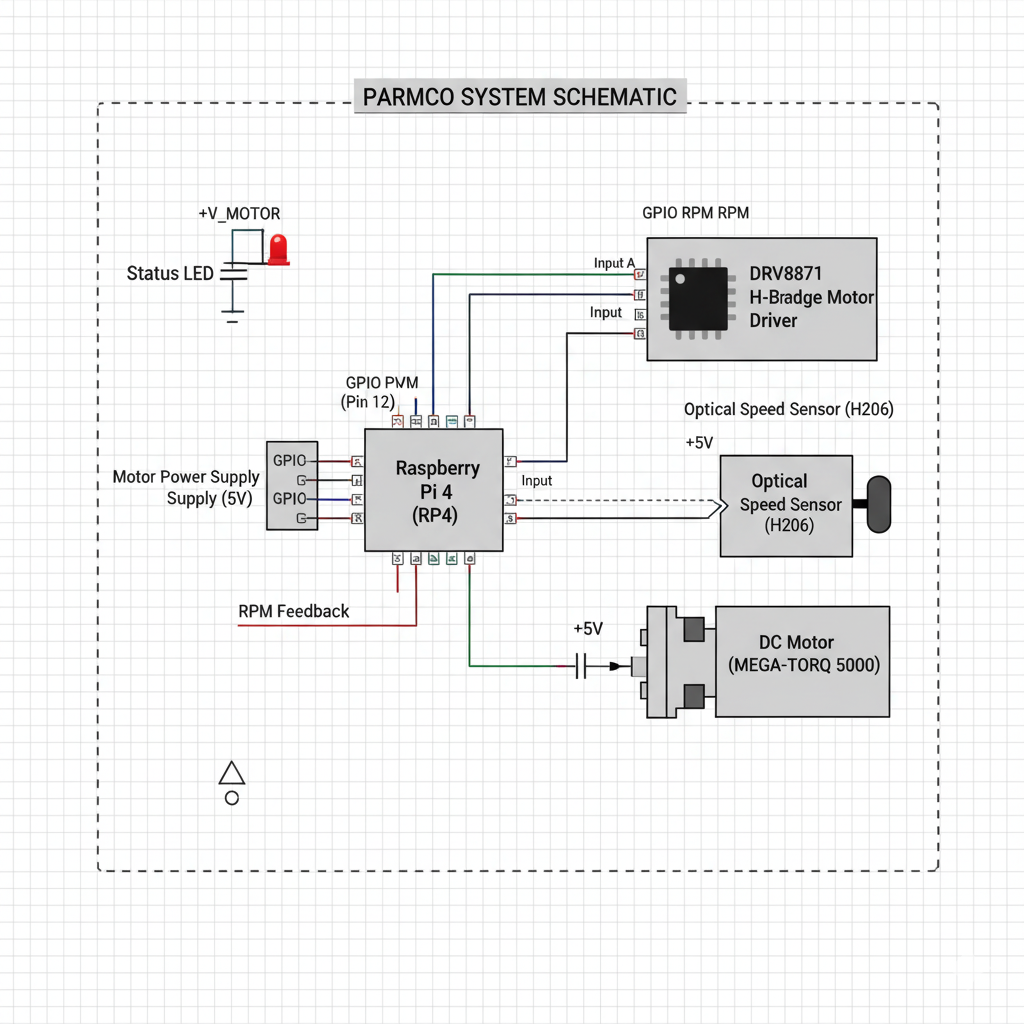 PARMCO SYSTEM SCHEMATIC
+V_MOTOR
Status LED
GPIO RPM RPM
Input A
Input
DRV8871
H-Bradge Motor
Driver
GPIO PWM
(Pin 12)
Optical Speed Sensor (H206)
+5V
Motor Power Supply
Supply (5V)
GPIO
G
GPIO
G
Raspberry
Pi 4
(RP4)
Input
Optical
Speed Sensor
(H206)
RPM Feedback
+5V
DC Motor
(MEGA-TORQ 5000)